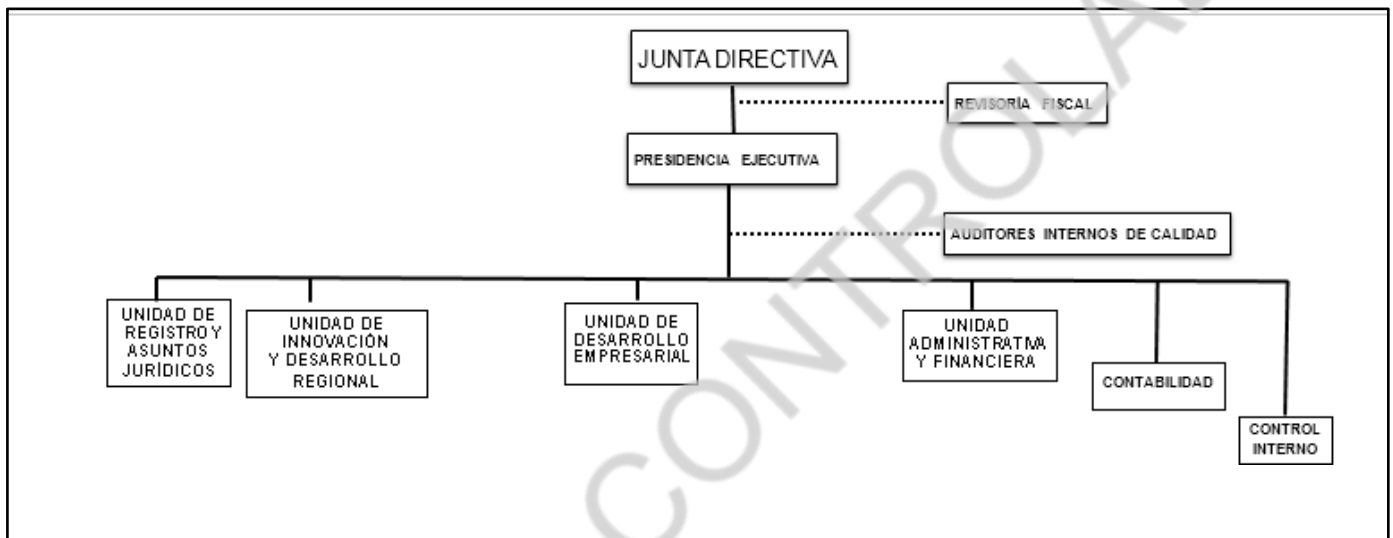 JUNTA DIRECTIVA
REVISORÍA FISCAL
PRESIDENCIA EJECUTIVA
AUDITORES INTERNOS DE CALIDAD
UNIDAD DE
REGISTRO Y
ASUNTOS
JURÍDICOS
UNIDAD DE
INNOVACIÓN
Y DESARROLLO
REGIONAL
UNIDAD DE
DESARROLLO
EMPRESARIAL
UNIDAD
ADMINISTRATIVA
Y FINANCIERA
CONTABILIDAD
CONTROL
INTERNO
CONTROLA